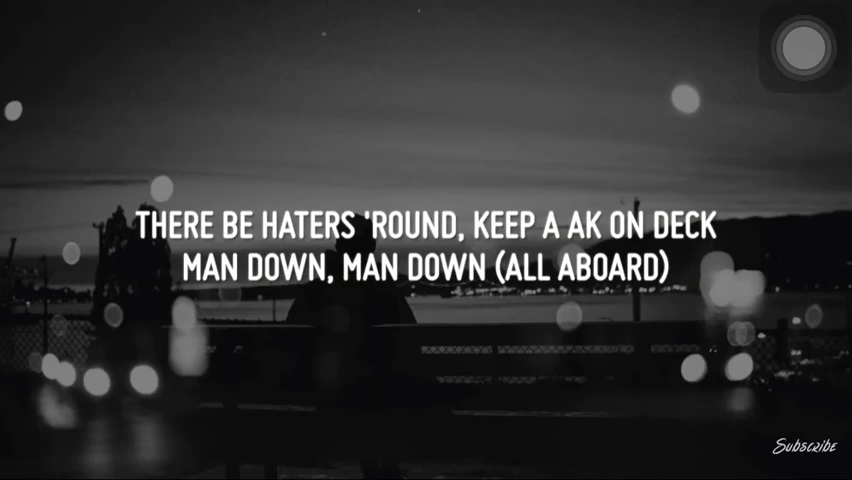 THERE BE HATERS 'ROUND, KEEP A AK ON DECK
MAN DOWN, MAN DOWN (ALL ABOARD)
Subscribe